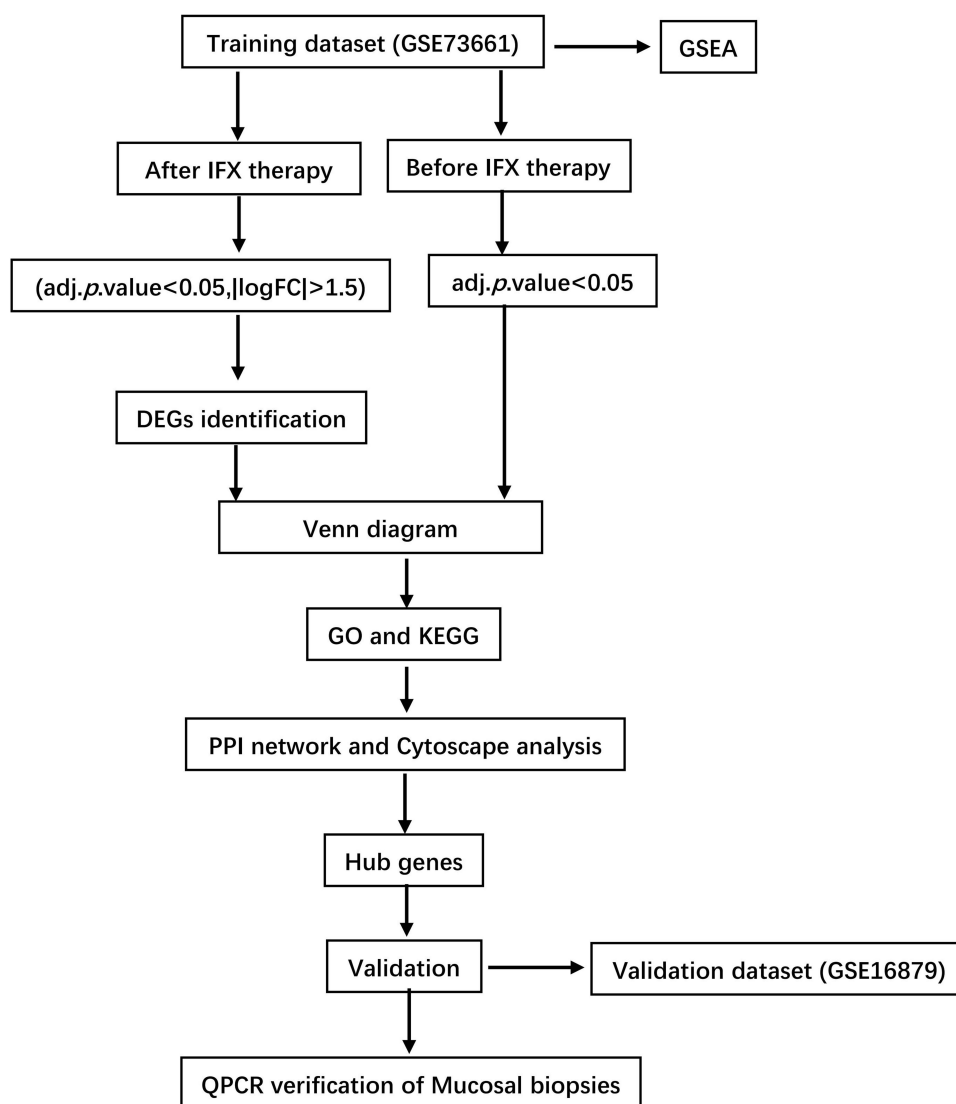 Training dataset (GSE73661)
GSEA
After IFX therapy
Before IFX therapy
(adj.p.value<0.05,|logFC|>1.5)
adj.p.value<0.05
DEGs identification
Venn diagram
GO and KEGG
PPI network and Cytoscape analysis
Hub genes
Validation
Validation dataset (GSE16879)
QPCR verification of Mucosal biopsies